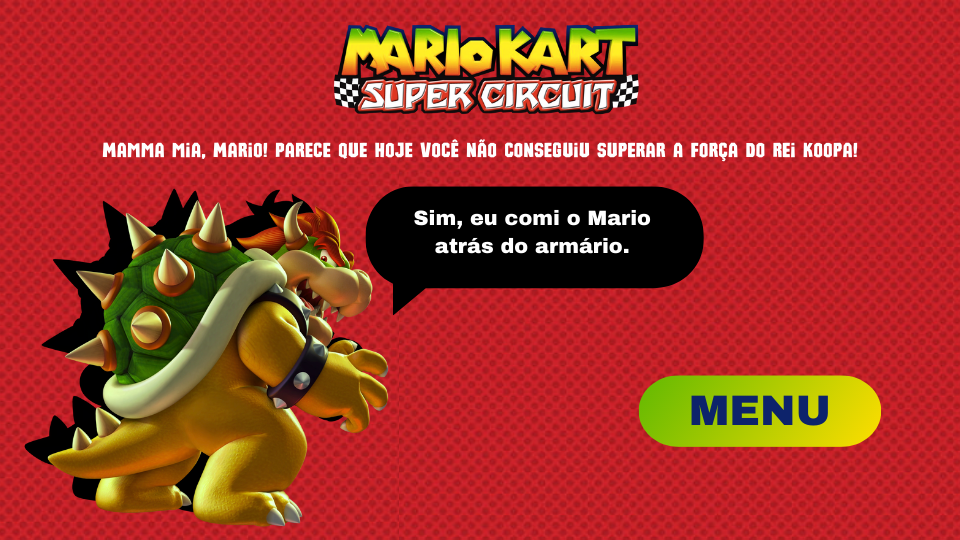 MARIO KART
SUPER CIRCUIT
MAMMA MIA, MARIO! PARECE QUE HOJE VOCÊ NÃO CONSEGUIU SUPERAR A FORÇA DO REI KOOPA!
Sim, eu comi o Mario
atrás do armário.
MENU